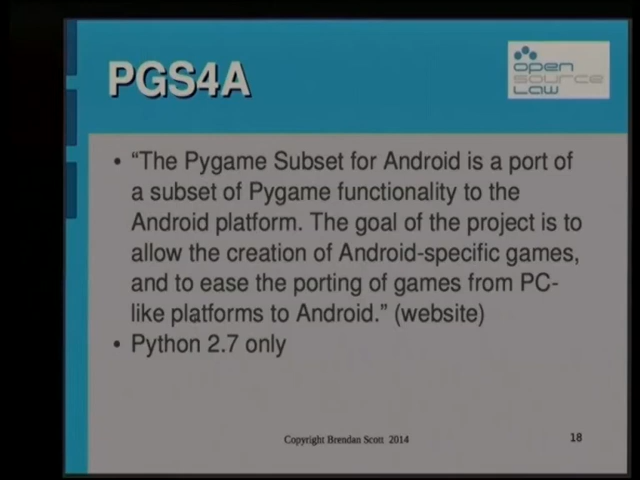 PGS4A
open
source
Law
• “The Pygame Subset for Android is a port of
a subset of Pygame functionality to the
Android platform. The goal of the project is to
allow the creation of Android-specific games,
and to ease the porting of games from PC-
like platforms to Android.” (website)
• Python 2.7 only
Copyright Brendan Scott 2014
18